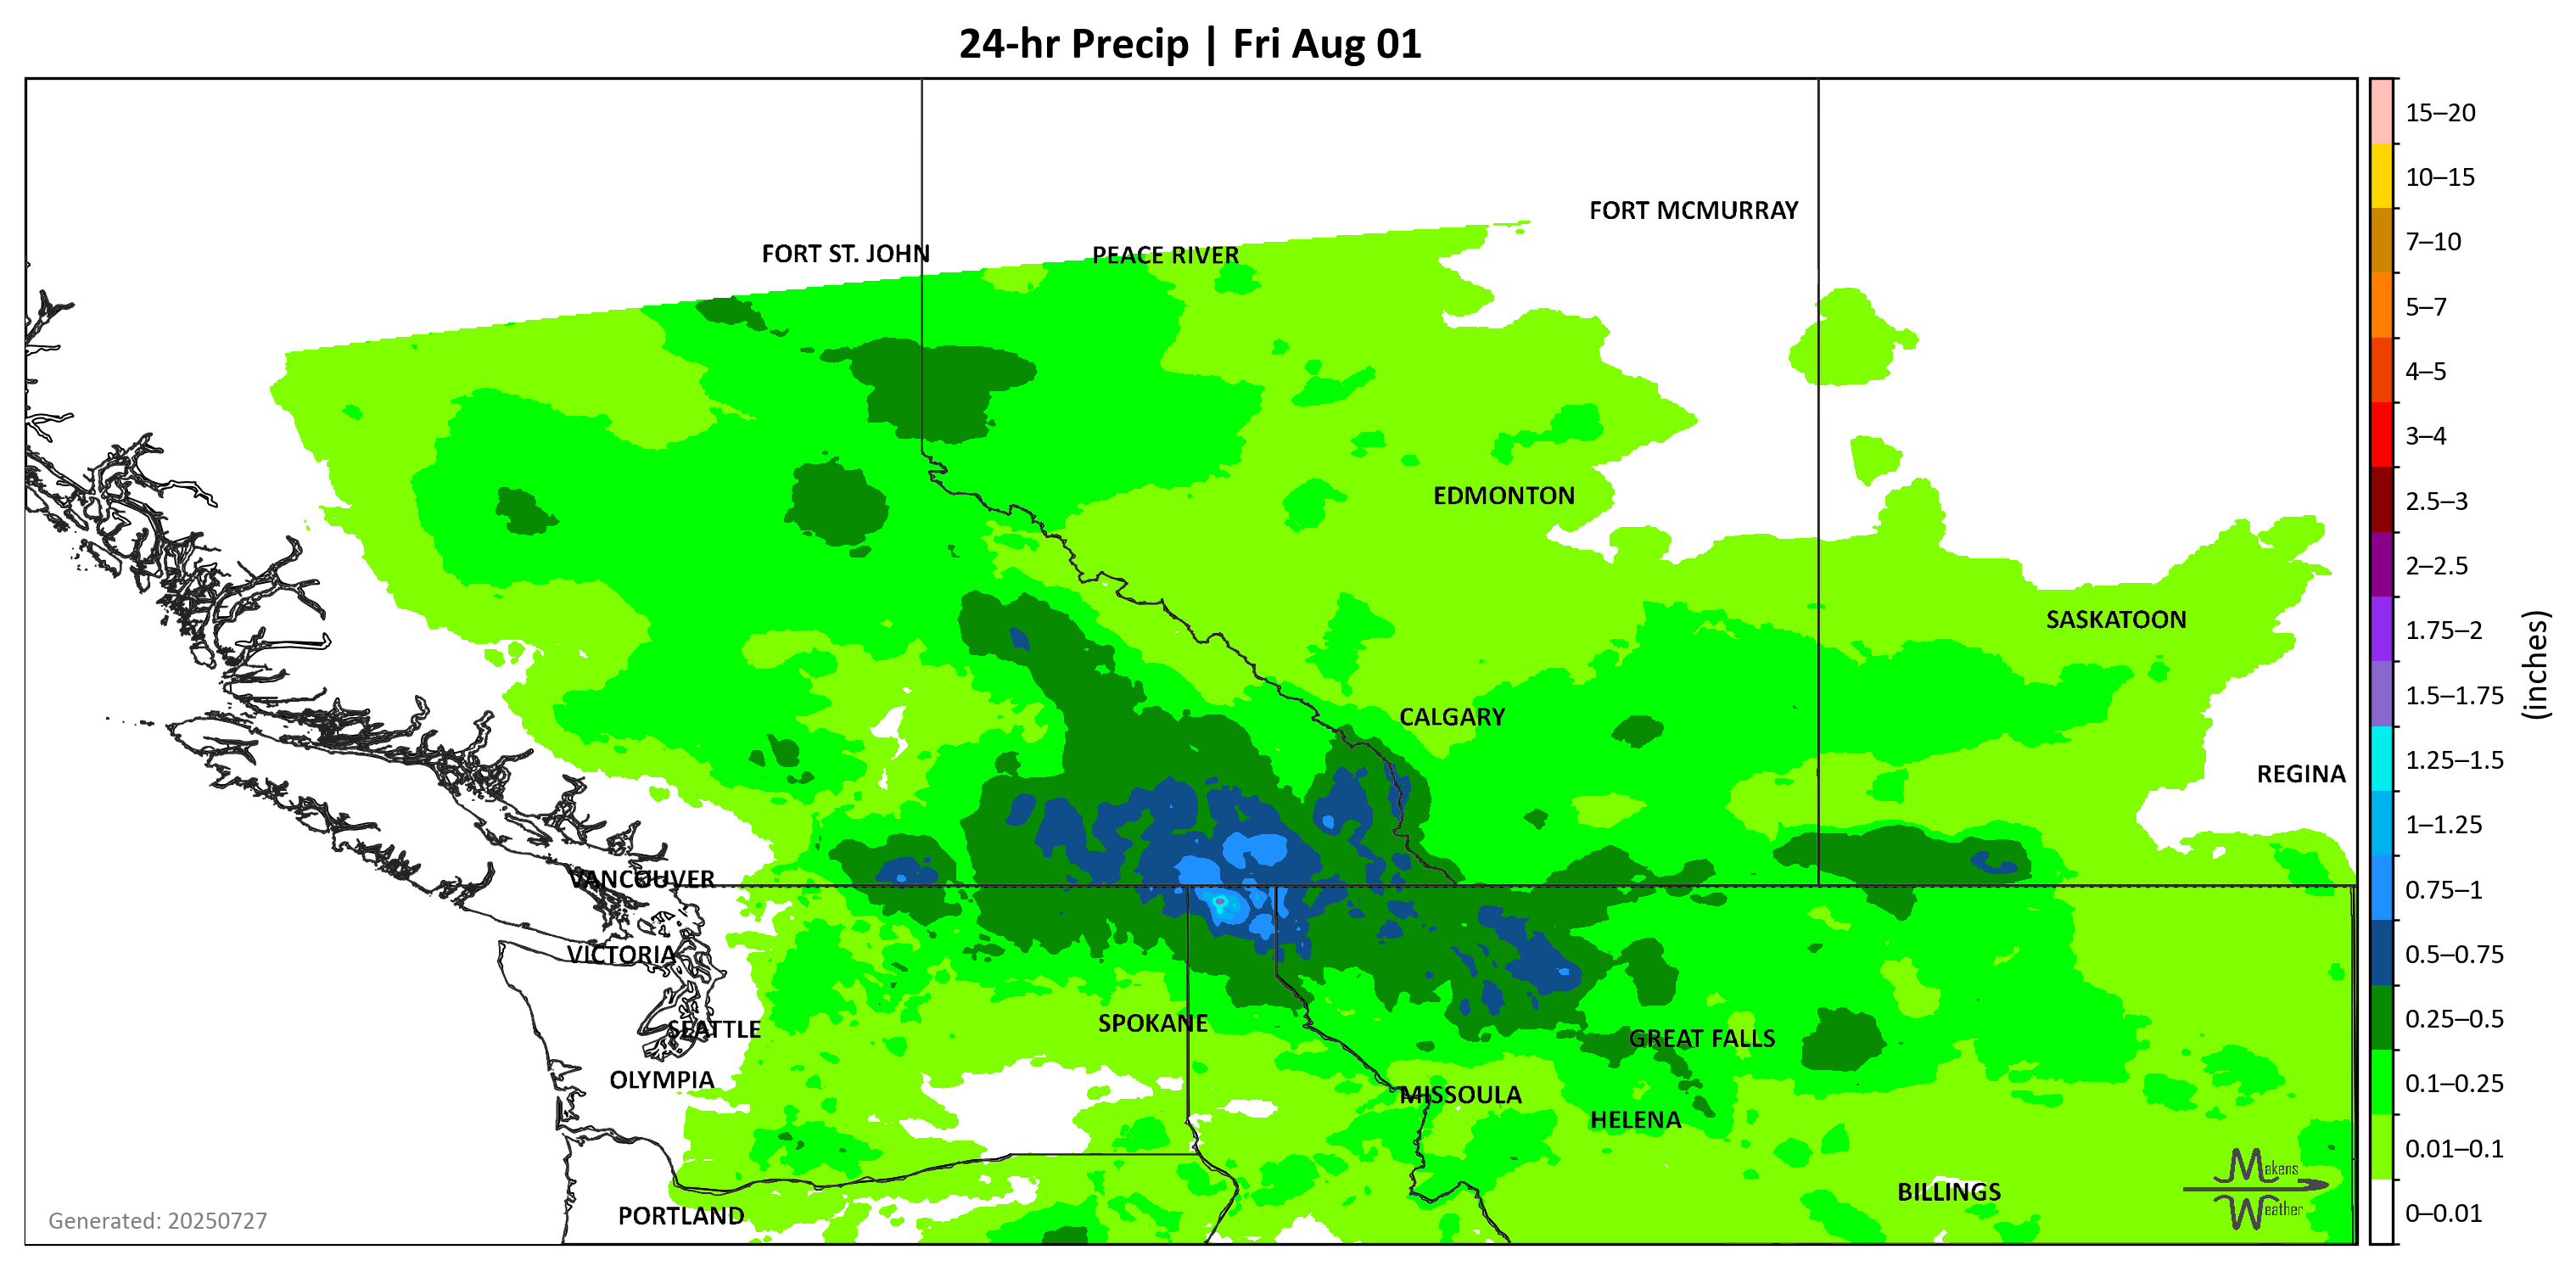 24-hr Precip | Fri Aug 01
15–20
10–15
FORT MCMURRAY
7–10
FORT ST. JOHN
PEACE RIVER
5–7
4–5
3–4
EDMONTON
2.5–3
2–2.5
SASKATOON
1.75–2
(inches)
1.5–1.75
CALGARY
1.25–1.5
REGINA
1–1.25
VANCOUVER
0.75–1
VICTORIA
0.5–0.75
SPOKANE
SEATTLE
GREAT FALLS
0.25–0.5
OLYMPIA
MISSOULA
0.1–0.25
HELENA
0.01–0.1
Makens
Weather
BILLINGS
PORTLAND
Generated: 20250727
0–0.01